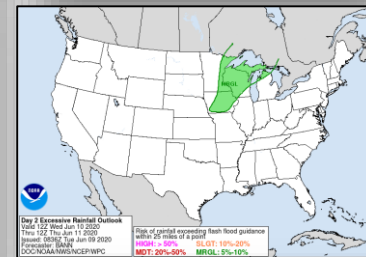 MRGL
NOAA
Day 2 Excessive Rainfall Outlook
Valid 12Z Wed Jun 10 2020
Thru 12Z Thu Jun 11 2020
Issued: 0836Z Tue Jun 09 2020
Forecaster: BANN
DOC/NOAA/NWS/NCEP/WPC
Risk of rainfall exceeding flash flood guidance
within 25 miles of a point
HIGH: > 50% SLGT: 10%-20%
MDT: 20%-50% MRGL: 5%-10%